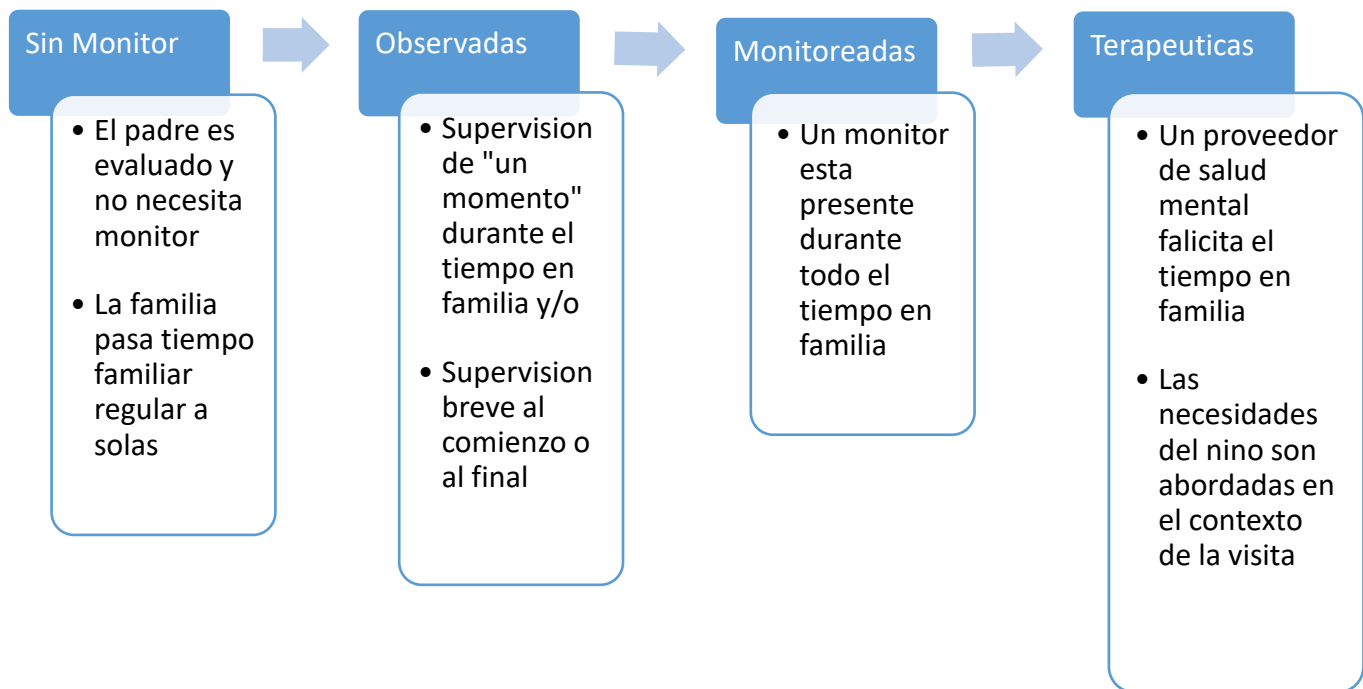 Sin Monitor
• El padre es
evaluado y
no necesita
monitor
• La familia
pasa tiempo
familiar
regular a
solas
Observadas
• Supervision
de "un
momento"
durante el
tiempo en
familia y/o
• Supervision
breve al
comienzo o
al final
Monitoreadas
• Un monitor
esta
presente
durante
todo el
tiempo en
familia
Terapeuticas
• Un proveedor
de salud
mental
falicita el
tiempo en
familia
• Las
necesidades
del nino son
abordadas en
el contexto
de la visita